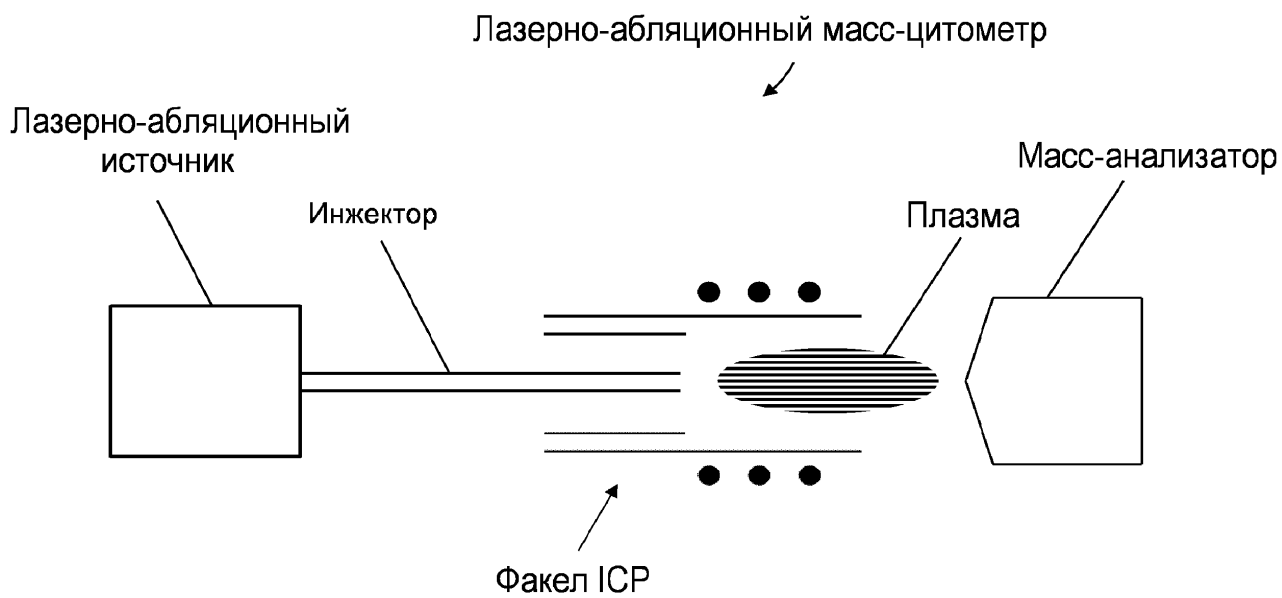 Лазерно-абляционный масс-цитометр
Лазерно-абляционный
источник
Масс-анализатор
Инжектор
Плазма
Факел ICP